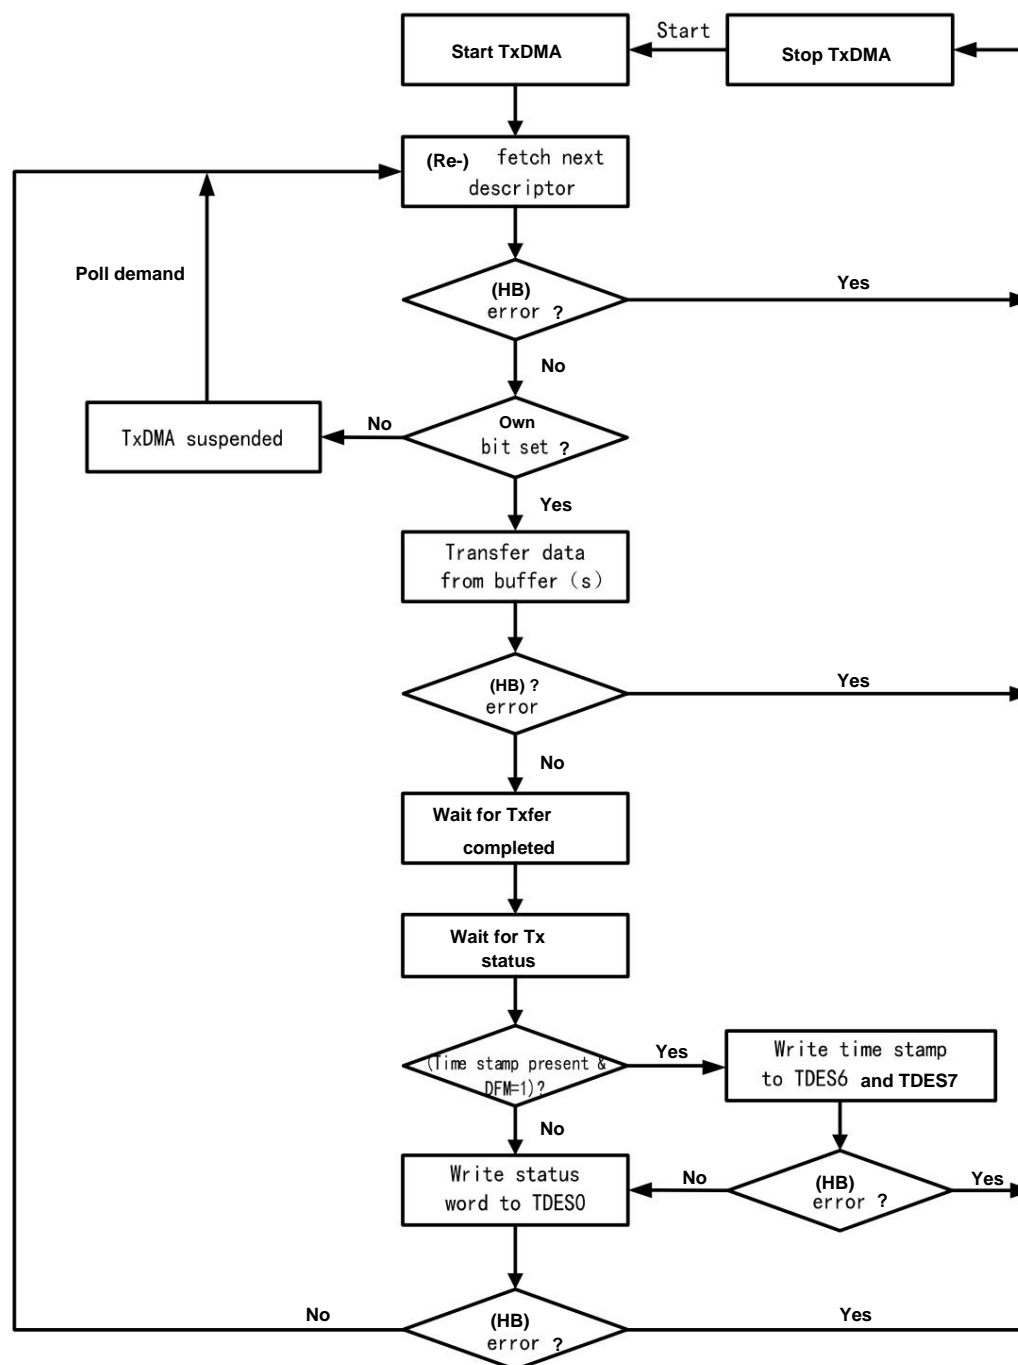 Start
Start TxDMA
Stop TxDMA
(Re-) fetch next
descriptor
Poll demand
(HB)
error ?
Yes
No
TxDMA suspended
No
Own
bit set ?
Yes
Transfer data
from buffer (s)
(HB) ?
error
Yes
No
Wait for Txfer
completed
Wait for Tx
status
(Time stamp present &
DFM=1)?
Yes
Write time stamp
to TDES6 and TDES7
No
Write status
word to TDES0
No
(HB)
error ?
Yes
No
(HB)
error ?
Yes